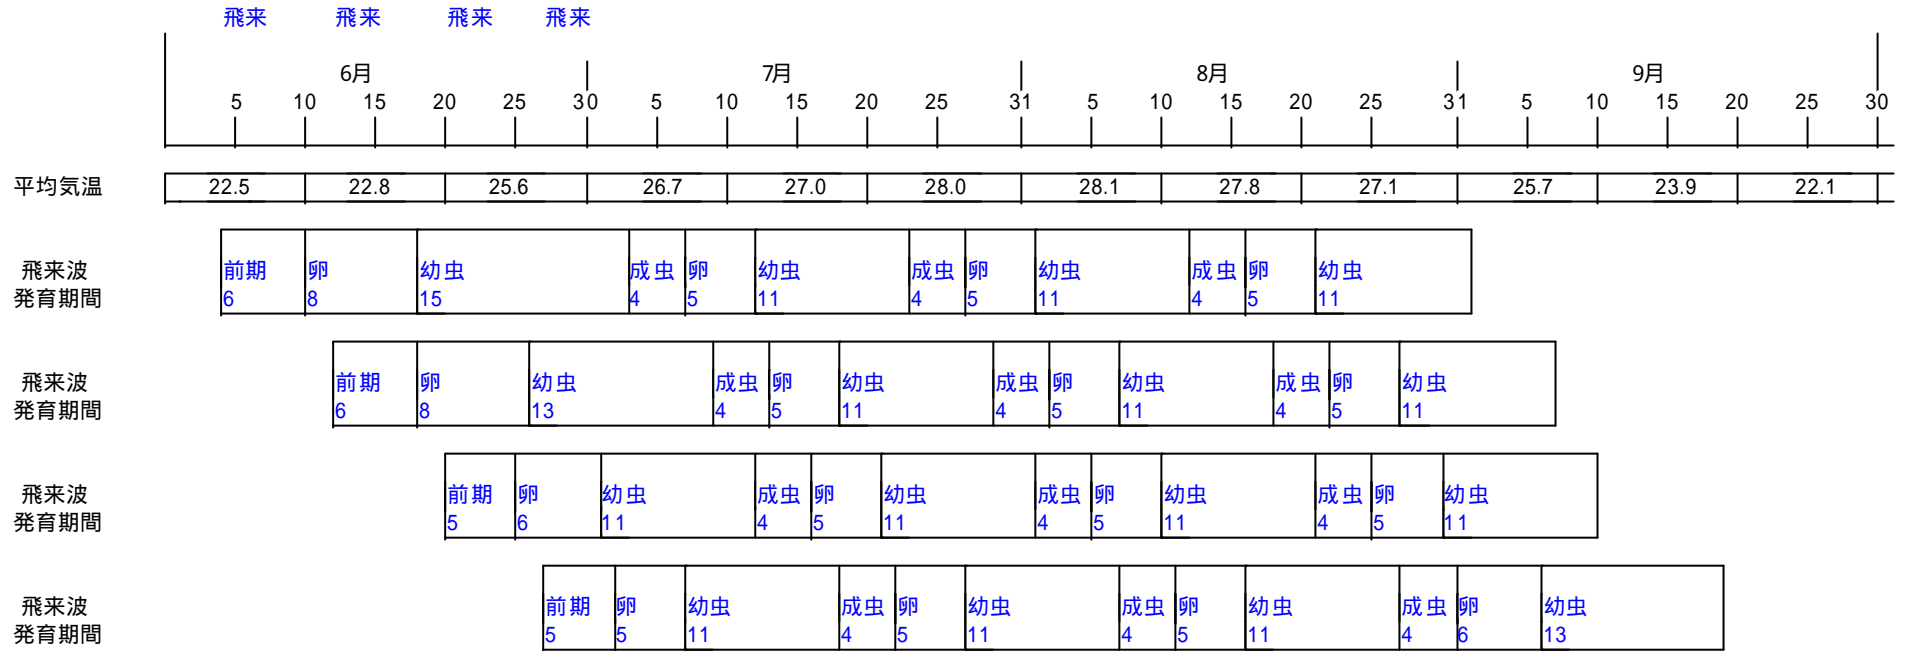 飛来 飛来 飛来 飛来
6月 7月 8月 9月
5 10 15 20 25 30 5 10 15 20 25 31 5 10 15 20 25 31 5 10 15 20 25 30
平均気温 22.5 22.8 25.6 26.7 27.0 28.0 28.1 27.8 27.1 25.7 23.9 22.1
飛来波 前期 卵 幼虫 成虫 卵 幼虫 成虫 卵 幼虫 成虫 卵 幼虫
発育期間 6 8 15 4 5 11 4 5 11 4 5 11
飛来波 前期 卵 幼虫 成虫 卵 幼虫 成虫 卵 幼虫 成虫 卵 幼虫
発育期間 6 8 13 4 5 11 4 5 11 4 5 11
飛来波 前期 卵 幼虫 成虫 卵 幼虫 成虫 卵 幼虫 成虫 卵 幼虫
発育期間 5 6 11 4 5 11 4 5 11 4 5 11
飛来波 前期 卵 幼虫 成虫 卵 幼虫 成虫 卵 幼虫 成虫 卵 幼虫
発育期間 5 5 11 4 5 11 4 5 11 4 6 13